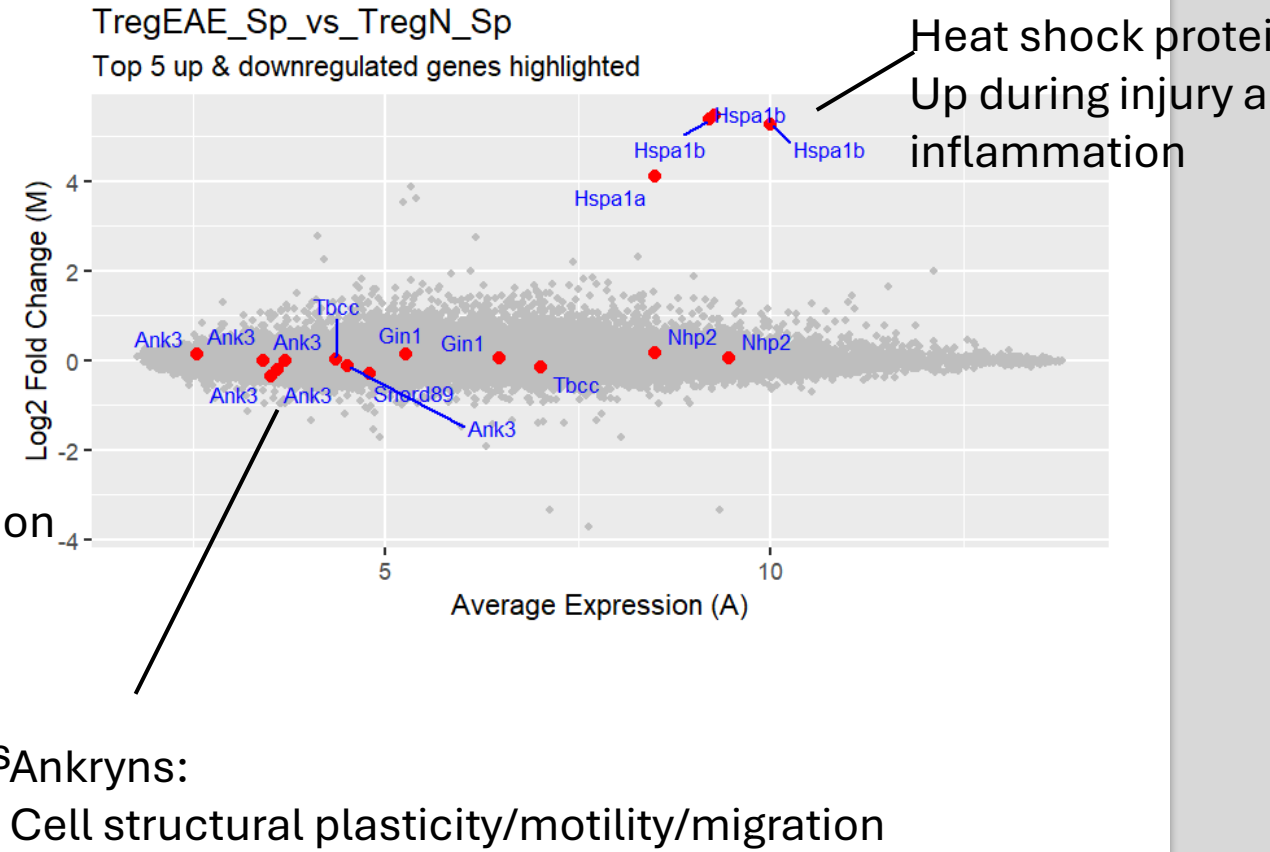 TregEAE_Sp_vs_TregN_Sp
Top 5 up & downregulated genes highlighted
Heat shock protei
Up during injury a
inflammation
Hspa1b
Hspa1b
Hspa1b
Hspa1a
Log2 Fold Change (M)
4
2
0
-2
-4
Tbcc
Ank3
Ank3
Ank3
Gin1
Gin1
Nhp2
Nhp2
Ank3
Ank3
Snord89
Tbcc
Ank3
on
5
10
Average Expression (A)
s
Ankryns:
Cell structural plasticity/motility/migration